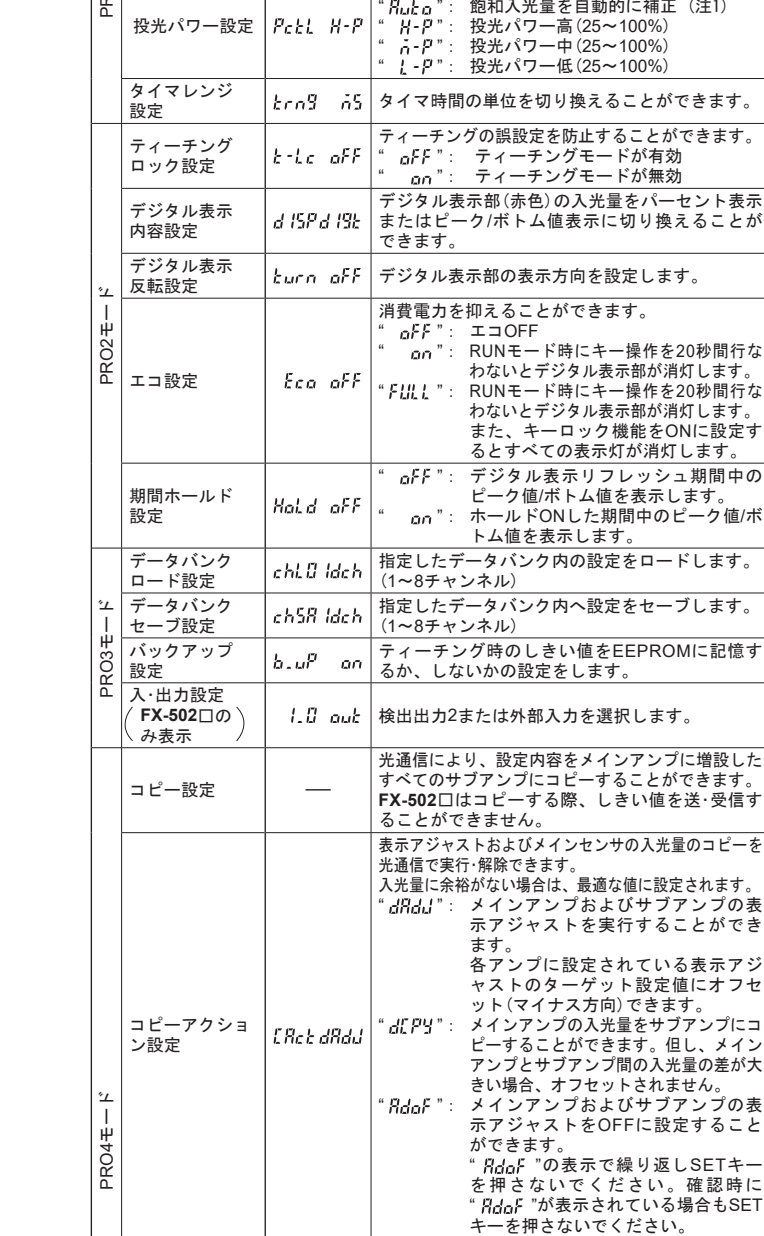 “Auto”： 飽和入光量を自動的に補正（注1）
投光パワー設定
PctL H-P
“ H-P”： 投光パワー高(25～100%)
“ ñ-P”： 投光パワー中(25～100%)
“ L-P”： 投光パワー低(25～100%)
タイマレンジ
設定
trng ñS
タイマ時間の単位を切り換えることができます。
PRO2モード
ティーチング
ロック設定
t-Lc oFF
ティーチングの誤設定を防止することができます。
“ oFF”： ティーチングモードが有効
“ on”： ティーチングモードが無効
デジタル表示
内容設定
dISPdIgt
デジタル表示部(赤色)の入光量をパーセント表示
またはピーク/ボトム値表示に切り換えることが
できます。
デジタル表示
反転設定
turn oFF
デジタル表示部の表示方向を設定します。
エコ設定
Eco oFF
消費電力を抑えることができます。
“ oFF”： エコOFF
“ on”： RUNモード時にキー操作を20秒間行な
わないとデジタル表示部が消灯します。
“FULL”： RUNモード時にキー操作を20秒間行な
わないとデジタル表示部が消灯します。
また、キーロック機能をONに設定す
るとすべての表示灯が消灯します。
期間ホールド
設定
HoLd oFF
“ oFF”： デジタル表示リフレッシュ期間中の
ピーク値/ボトム値を表示します。
“ on”： ホールドONした期間中のピーク値/ボ
トム値を表示します。
PRO3モード
データバンク
ロード設定
chLO 1dch
指定したデータバンク内の設定をロードします。
(1～8チャンネル)
データバンク
セーブ設定
chSA 1dch
指定したデータバンク内へ設定をセーブします。
(1～8チャンネル)
バックアップ
設定
b.uP on
ティーチング時のしきい値をEEPROMに記憶す
るか、しないかの設定をします。
入･出力設定
(FX-502□の
み表示)
I.O out
検出出力2または外部入力を選択します。
PRO4モード
コピー設定
──
光通信により、設定内容をメインアンプに増設した
すべてのサブアンプにコピーすることができます。
FX-502□はコピーする際、しきい値を送･受信す
ることができません。
コピーアクショ
ン設定
CActdAdJ
表示アジャストおよびメインセンサの入光量のコピーを
光通信で実行･解除できます。
入光量に余裕がない場合は、最適な値に設定されます。
“dAdJ”： メインアンプおよびサブアンプの表
示アジャストを実行することができ
ます。
各アンプに設定されている表示アジ
ャストのターゲット設定値にオフセ
ット(マイナス方向)できます。
“dCPY”： メインアンプの入光量をサブアンプにコ
ピーすることができます。但し、メイン
アンプとサブアンプ間の入光量の差が大
きい場合、オフセットされません。
“AdoF”： メインアンプおよびサブアンプの表
示アジャストをOFFに設定すること
ができます。
“ AdoF ”の表示で繰り返しSETキー
を押さないでください。確認時に
“ AdoF ”が表示されている場合もSET
キーを押さないでください。